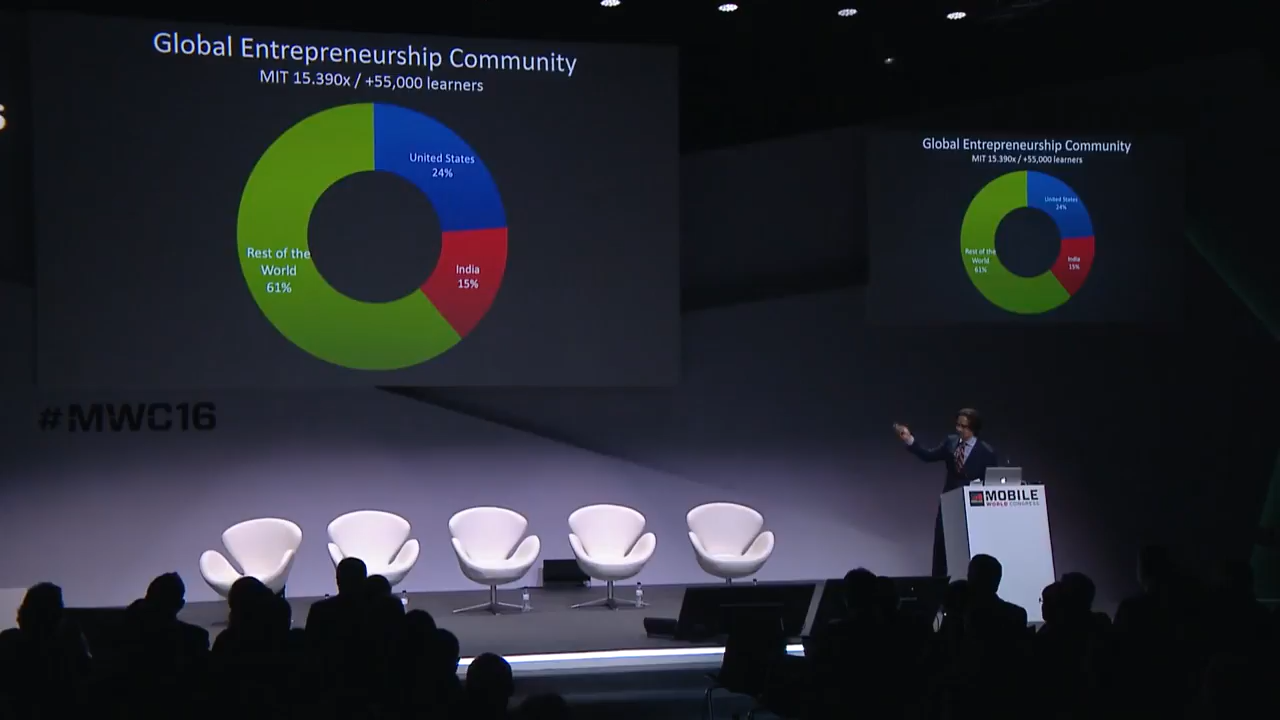 Global Entrepreneurship Community
MIT 15.390x / +55,000 learners
United States
24%
India
15%
Rest of the
World
61%
Global Entrepreneurship Community
MIT 15.390x / +55,000 learners
United States
24%
India
15%
Rest of the
World
61%
#MWC16
MOBILE
WORLD CONGRESS